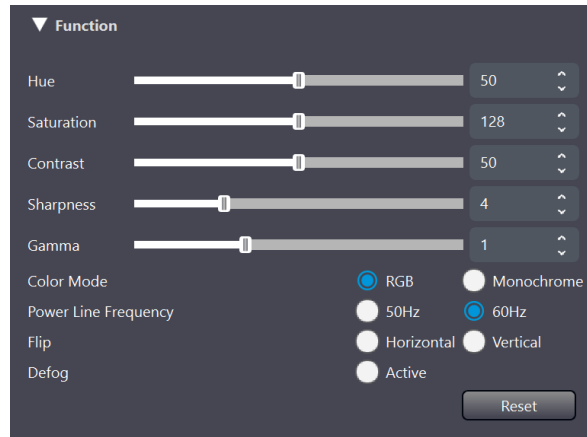 Function
Hue 50
Saturation 128
Contrast 50
Sharpness 4
Gamma 1
Color Mode RGB Monochrome
Power Line Frequency 50Hz 60Hz
Flip Horizontal Vertical
Defog Active
Reset